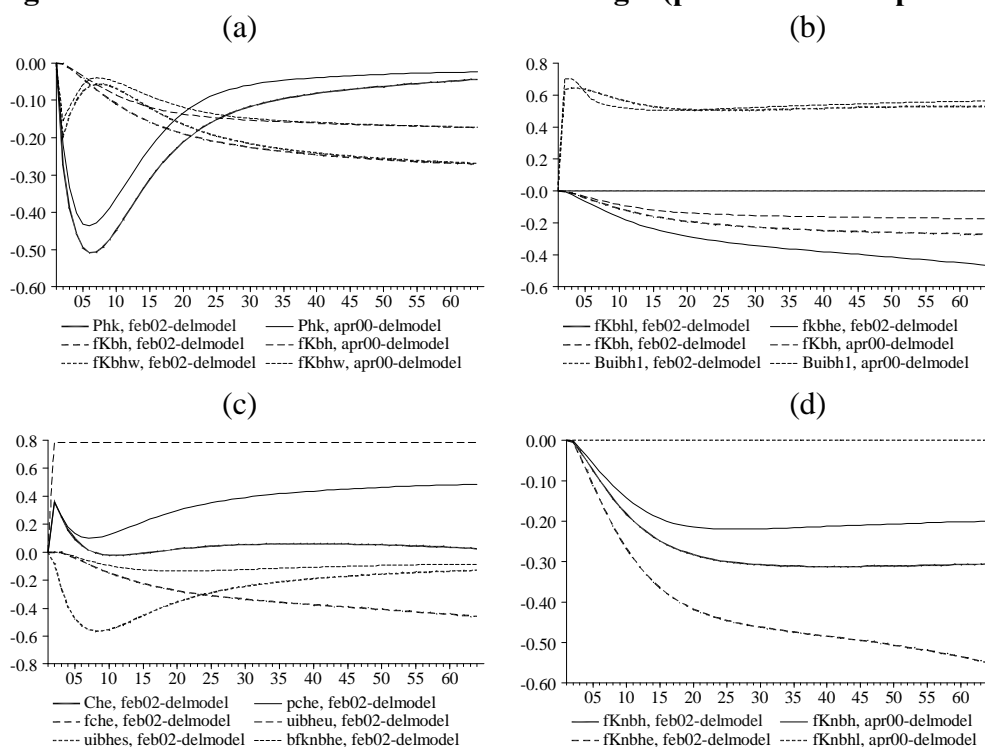 (a) (b)
0.00
-0.10
-0.20
-0.30
-0.40
-0.50
-0.60
05 10 15 20 25 30 35 40 45 50 55 60
Phk, feb02-delmodel Phk, apr00-delmodel
fKbh, feb02-delmodel fKbh, apr00-delmodel
fKbhw, feb02-delmodel fKbhw, apr00-delmodel
0.8
0.6
0.4
0.2
-0.0
-0.2
-0.4
-0.6
05 10 15 20 25 30 35 40 45 50 55 60
fKbhl, feb02-delmodel fkbhe, feb02-delmodel
fKbh, feb02-delmodel fKbh, apr00-delmodel
Buibh1, feb02-delmodel Buibh1, apr00-delmodel
(c) (d)
0.8
0.6
0.4
0.2
0.0
-0.2
-0.4
-0.6
-0.8
05 10 15 20 25 30 35 40 45 50 55 60
Che, feb02-delmodel pche, feb02-delmodel
fche, feb02-delmodel uibheu, feb02-delmodel
uibhes, feb02-delmodel bfknbhe, feb02-delmodel
0.00
-0.10
-0.20
-0.30
-0.40
-0.50
-0.60
05 10 15 20 25 30 35 40 45 50 55 60
fKnbh, feb02-delmodel fKnbh, apr00-delmodel
fKnbhe, feb02-delmodel fKnbhl, apr00-delmodel